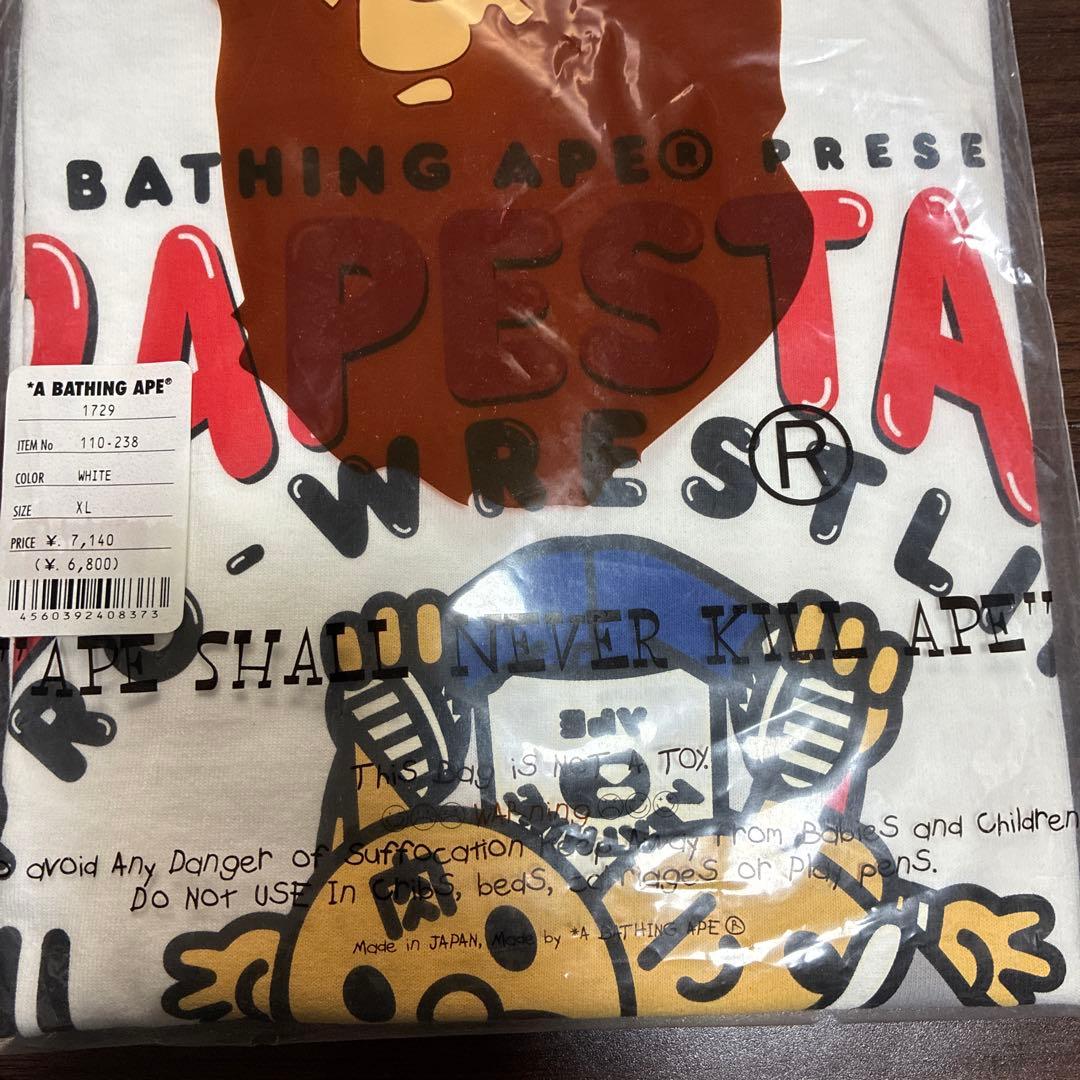 BATHING APE® PRESE
APESTA
*A BATHING APE®
1729
ITEM No 110-238
COLOR WHITE
SIZE XL
PRICE ¥. 7,140
(¥. 6,800)
4560392408373
- WRESTLI
®
"APE SHALL NEVER KILL APE"
R
APE
This Bag is NOT A TOY.
WARning
o avoid Any Danger of Suffocation Keep Away From Babies and Children
DO NOT USE In Cribs, beds, carriages or Play pens.
Made in JAPAN, Made by *A BATHING APE ®